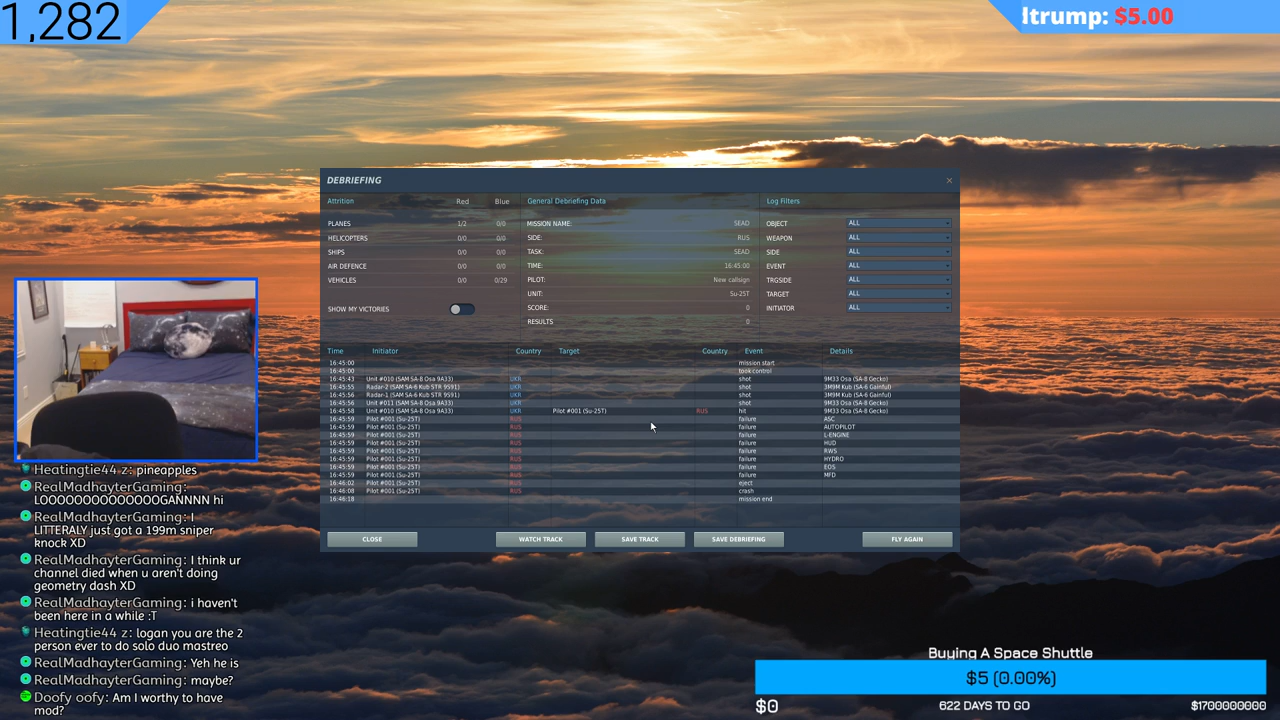 1,282
ltrump: $5.00
DEBRIEFING
Attrition Red Blue
PLANES 1/2 0/0
HELICOPTERS 0/0 0/0
SHIPS 0/0 0/0
AIR DEFENCE 0/0 0/0
VEHICLES 0/0 0/29
SHOW MY VICTORIES
General Debriefing Data
MISSION NAME: SEAD
SIDE: RUS
TASK: SEAD
TIME: 16:45:00
PILOT: New callsign
UNIT: Su-25T
SCORE: 0
RESULTS 0
Log Filters
OBJECT ALL
WEAPON ALL
SIDE ALL
EVENT ALL
TRGSIDE ALL
TARGET ALL
INITIATOR ALL
Time Initiator Country Target Country Event Details
16:45:00 mission start
16:45:00 took control
16:45:43 Unit #010 (SAM SA-8 Osa 9A33) UKR shot 9M33 Osa (SA-8 Gecko)
16:45:55 Radar-2 (SAM SA-6 Kub STR 9S91) UKR shot 3M9M Kub (SA-6 Gainful)
16:45:56 Radar-1 (SAM SA-6 Kub STR 9S91) UKR shot 3M9M Kub (SA-6 Gainful)
16:45:56 Unit #011 (SAM SA-8 Osa 9A33) UKR shot 9M33 Osa (SA-8 Gecko)
16:45:58 Unit #010 (SAM SA-8 Osa 9A33) UKR Pilot #001 (Su-25T) RUS hit 9M33 Osa (SA-8 Gecko)
16:45:59 Pilot #001 (Su-25T) RUS failure ASC
16:45:59 Pilot #001 (Su-25T) RUS failure AUTOPILOT
16:45:59 Pilot #001 (Su-25T) RUS failure L-ENGINE
16:45:59 Pilot #001 (Su-25T) RUS failure HUD
16:45:59 Pilot #001 (Su-25T) RUS failure RWS
16:45:59 Pilot #001 (Su-25T) RUS failure HYDRO
16:45:59 Pilot #001 (Su-25T) RUS failure EOS
16:45:59 Pilot #001 (Su-25T) RUS failure MFD
16:46:02 Pilot #001 (Su-25T) RUS eject
16:46:08 Pilot #001 (Su-25T) RUS crash
16:46:18 mission end
CLOSE WATCH TRACK SAVE TRACK SAVE DEBRIEFING FLY AGAIN
Heatingtie44 z: pineapples
RealMadhayterGaming:
LOOOOOOOOOOOOOOGANNNN hi
RealMadhayterGaming: I
LITTERALY just got a 199m sniper
knock XD
RealMadhayterGaming: I think ur
channel died when u aren't doing
geometry dash XD
RealMadhayterGaming: i haven't
been here in a while :T
Heatingtie44 z: logan you are the 2
person ever to do solo duo mastreo
RealMadhayterGaming: Yeh he is
RealMadhayterGaming: maybe?
Doofy oofy: Am I worthy to have
mod?
Buying A Space Shuttle
$5 (0.00%)
$0 622 DAYS TO GO $1700000000